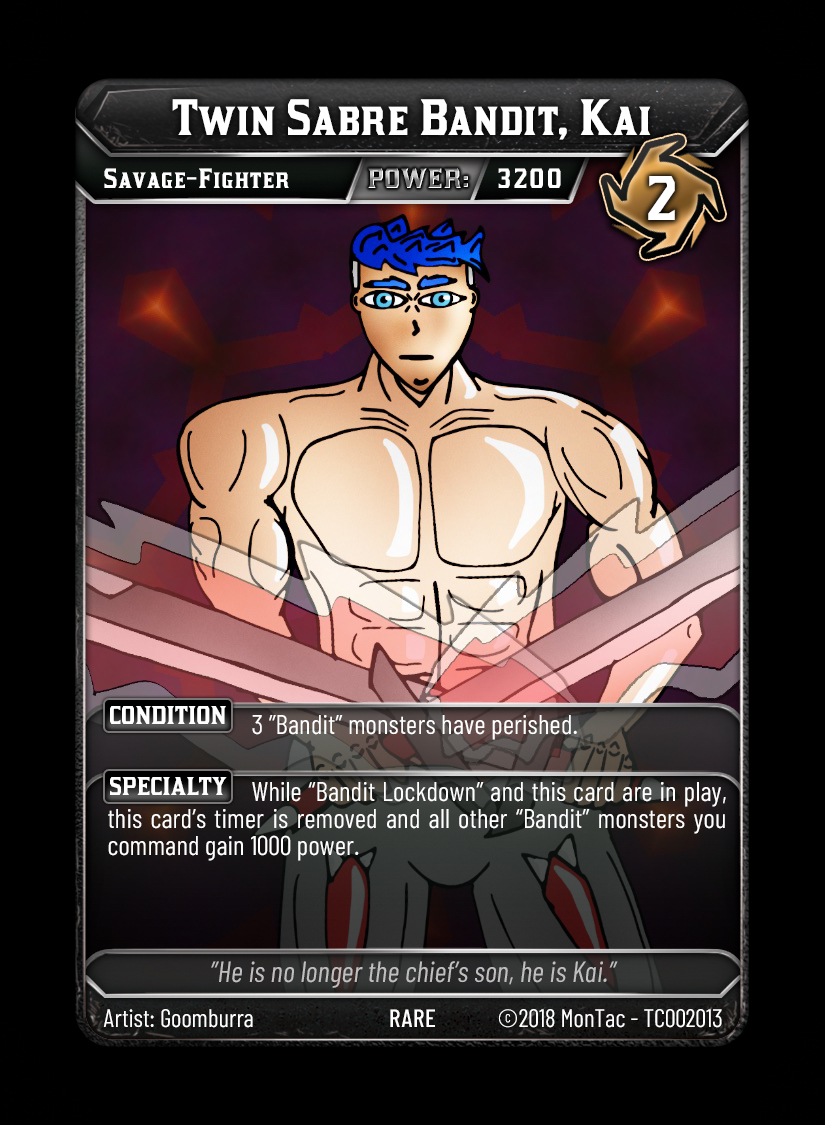 Twin Sabre Bandit, Kai
Savage-Fighter POWER: 3200
2
CONDITION 3 "Bandit" monsters have perished.
SPECIALTY While "Bandit Lockdown" and this card are in play,
this card's timer is removed and all other "Bandit" monsters you
command gain 1000 power.
"He is no longer the chief's son, he is Kai."
Artist: Goomburra RARE ©2018 MonTac - TC002013